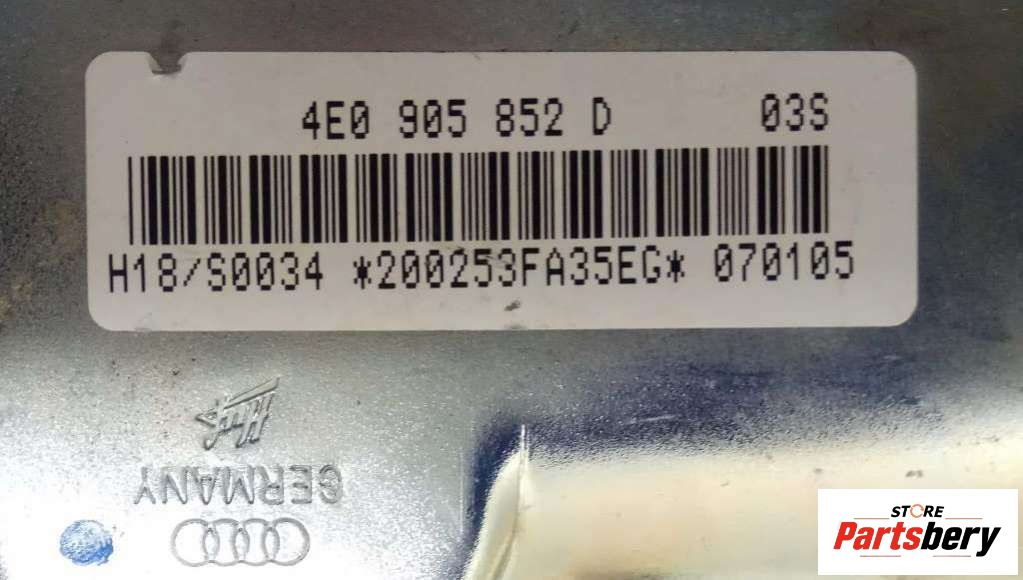 4E0 905 852 D 03S
H18/S0034 *200253FA35EG* 070105
GERMANY
STORE
Partsbery